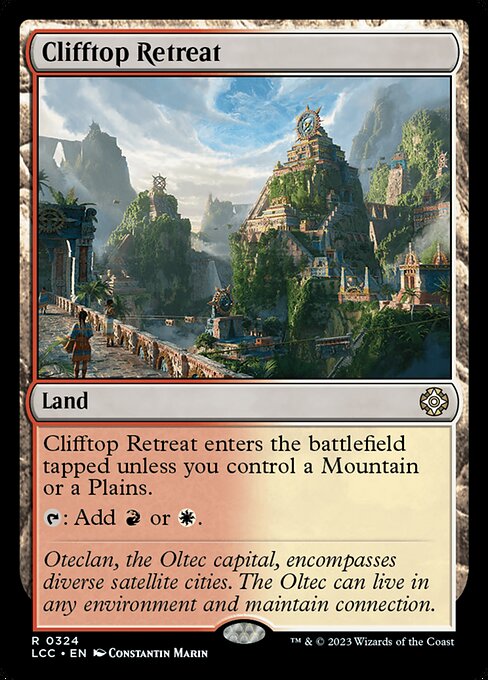 Clifftop Retreat
Land
Clifftop Retreat enters the battlefield
tapped unless you control a Mountain
or a Plains.
: Add or .
Oteclan, the Oltec capital, encompasses
diverse satellite cities. The Oltec can live in
any environment and maintain connection.
R 0324
LCC • EN Constantin Marin
™ & © 2023 Wizards of the Coast